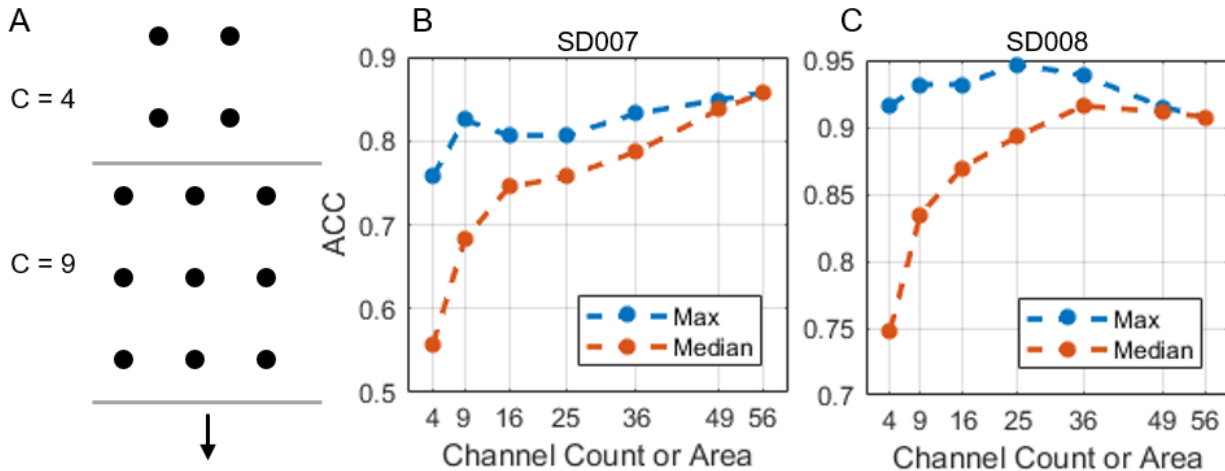 A
C = 4
C = 9
B
SD007
ACC
0.9
0.8
0.7
0.6
0.5
Max
Median
4 9 16 25 36 49 56
Channel Count or Area
C
SD008
0.95
0.9
0.85
0.8
0.75
0.7
Max
Median
4 9 16 25 36 49 56
Channel Count or Area